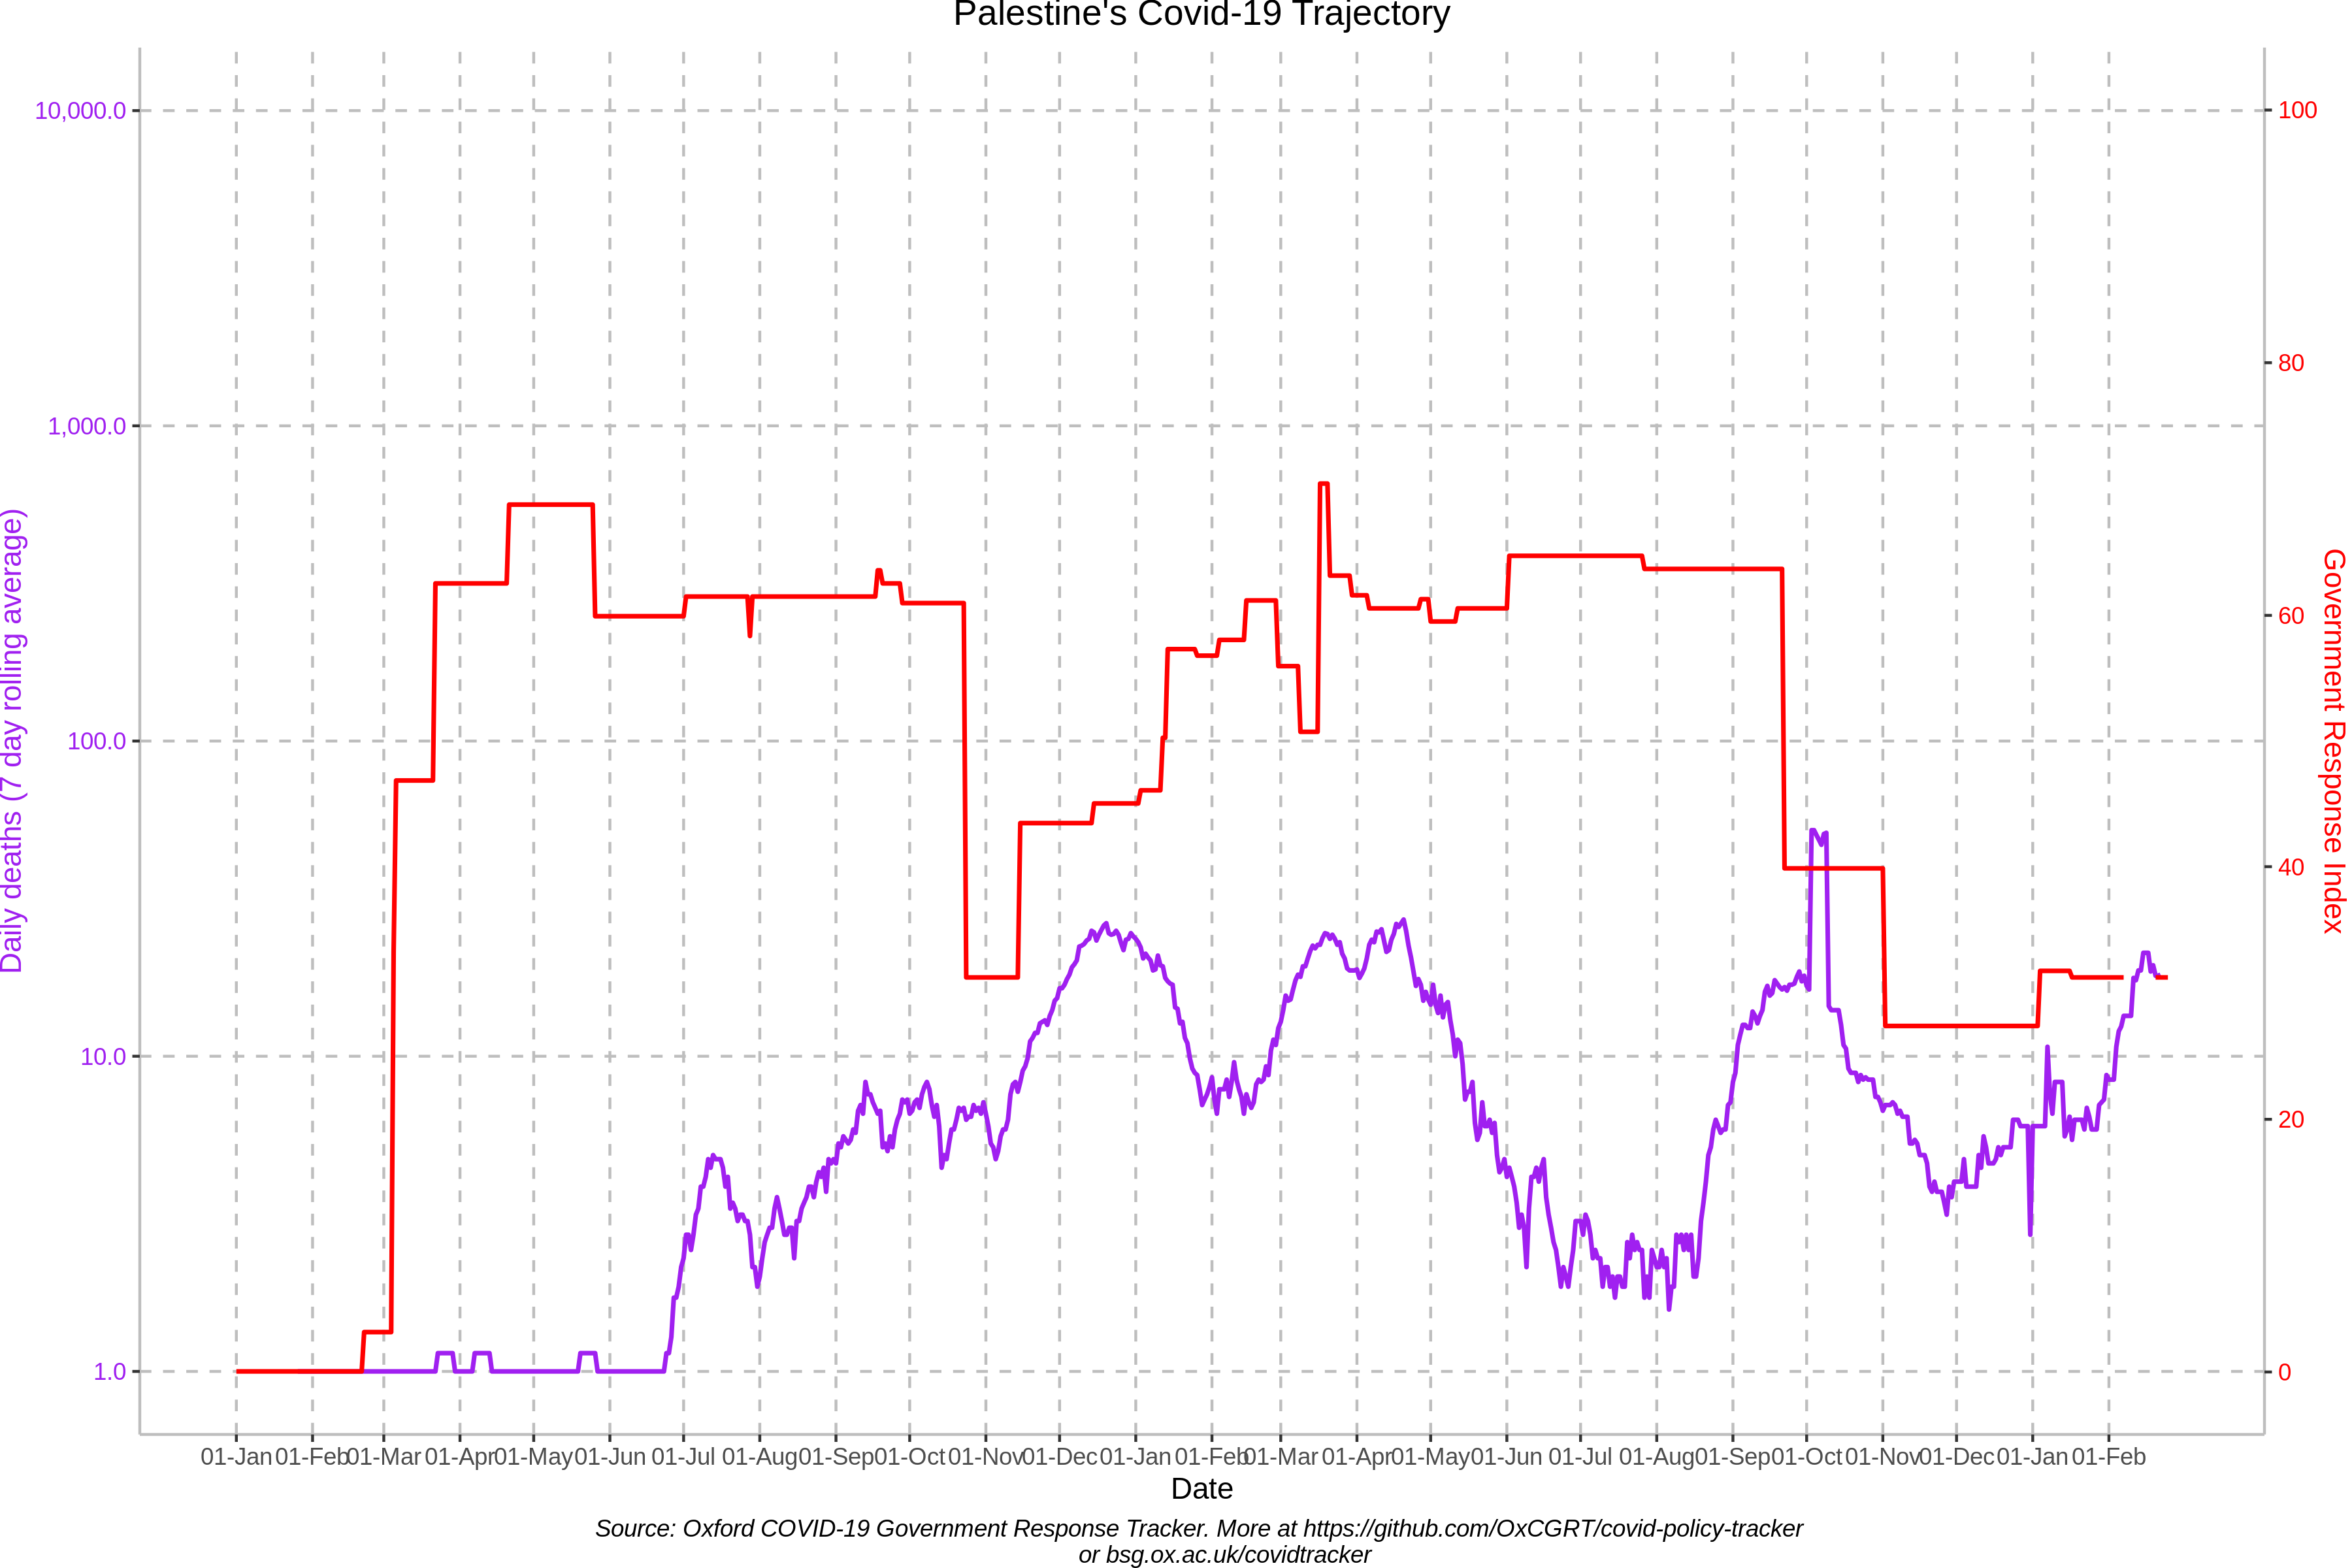 Palestine's Covid-19 Trajectory
Daily deaths (7 day rolling average)
10,000.0
1,000.0
100.0
10.0
1.0
100
80
60
40
20
0
Government Response Index
01-Jan 01-Feb 01-Mar 01-Apr 01-May 01-Jun 01-Jul 01-Aug 01-Sep 01-Oct 01-Nov 01-Dec 01-Jan 01-Feb 01-Mar 01-Apr 01-May 01-Jun 01-Jul 01-Aug 01-Sep 01-Oct 01-Nov 01-Dec 01-Jan 01-Feb
Date
Source: Oxford COVID-19 Government Response Tracker. More at https://github.com/OxCGRT/covid-policy-tracker
or bsg.ox.ac.uk/covidtracker